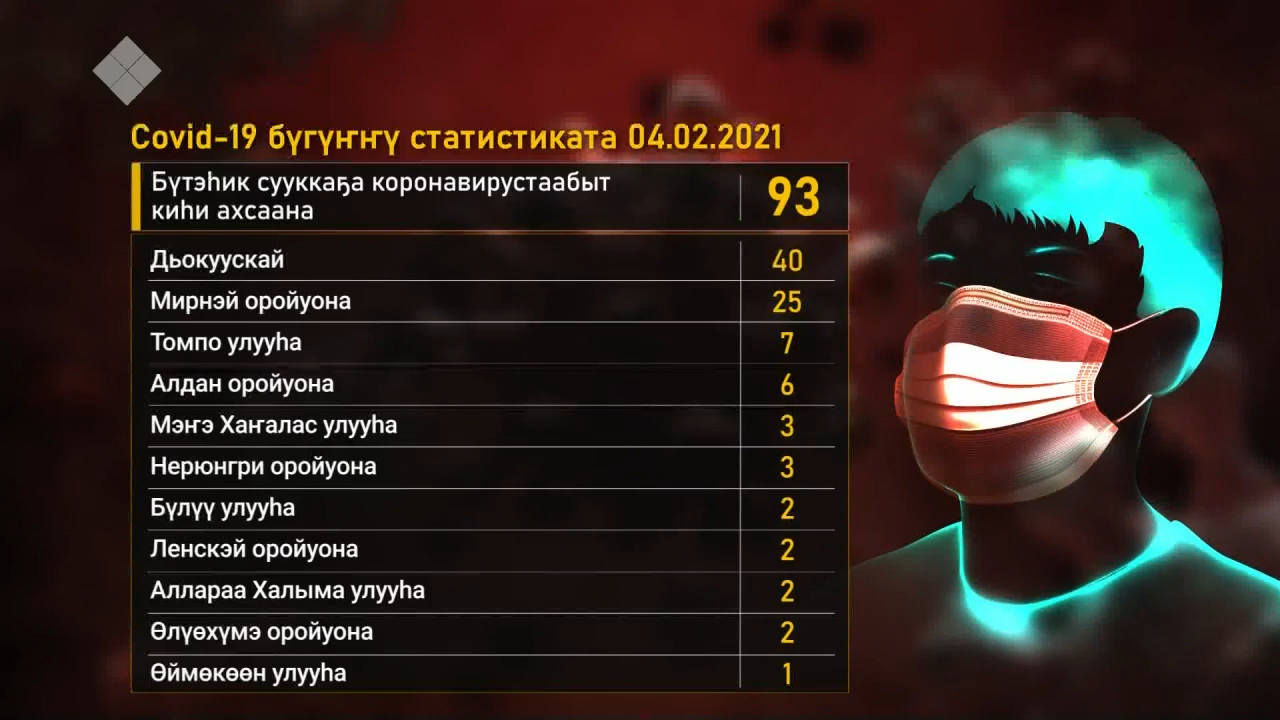 Covid-19 бүгүҥҥү статистиката 04.02.2021
Бүтэһик сууккаҕа коронавирустаабыт
киһи ахсаана
93
Дьокуускай 40
Мирнэй оройуона 25
Томпо улууһа 7
Алдан оройуона 6
Мэҥэ Хаҥалас улууһа 3
Нерюнгри оройуона 3
Бүлүү улууһа 2
Ленскэй оройуона 2
Аллараа Халыма улууһа 2
Өлүөхүмэ оройуона 2
Өймөкөөн улууһа 1